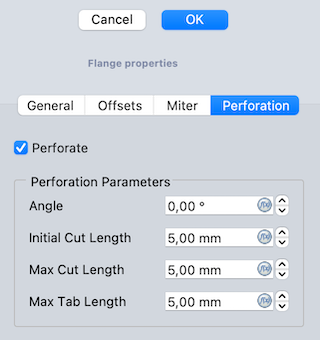 Cancel OK
Flange properties
General Offsets Miter Perforation
Perforate
Perforation Parameters
Angle 0,00 ° f(x)
Initial Cut Length 5,00 mm f(x)
Max Cut Length 5,00 mm f(x)
Max Tab Length 5,00 mm f(x)